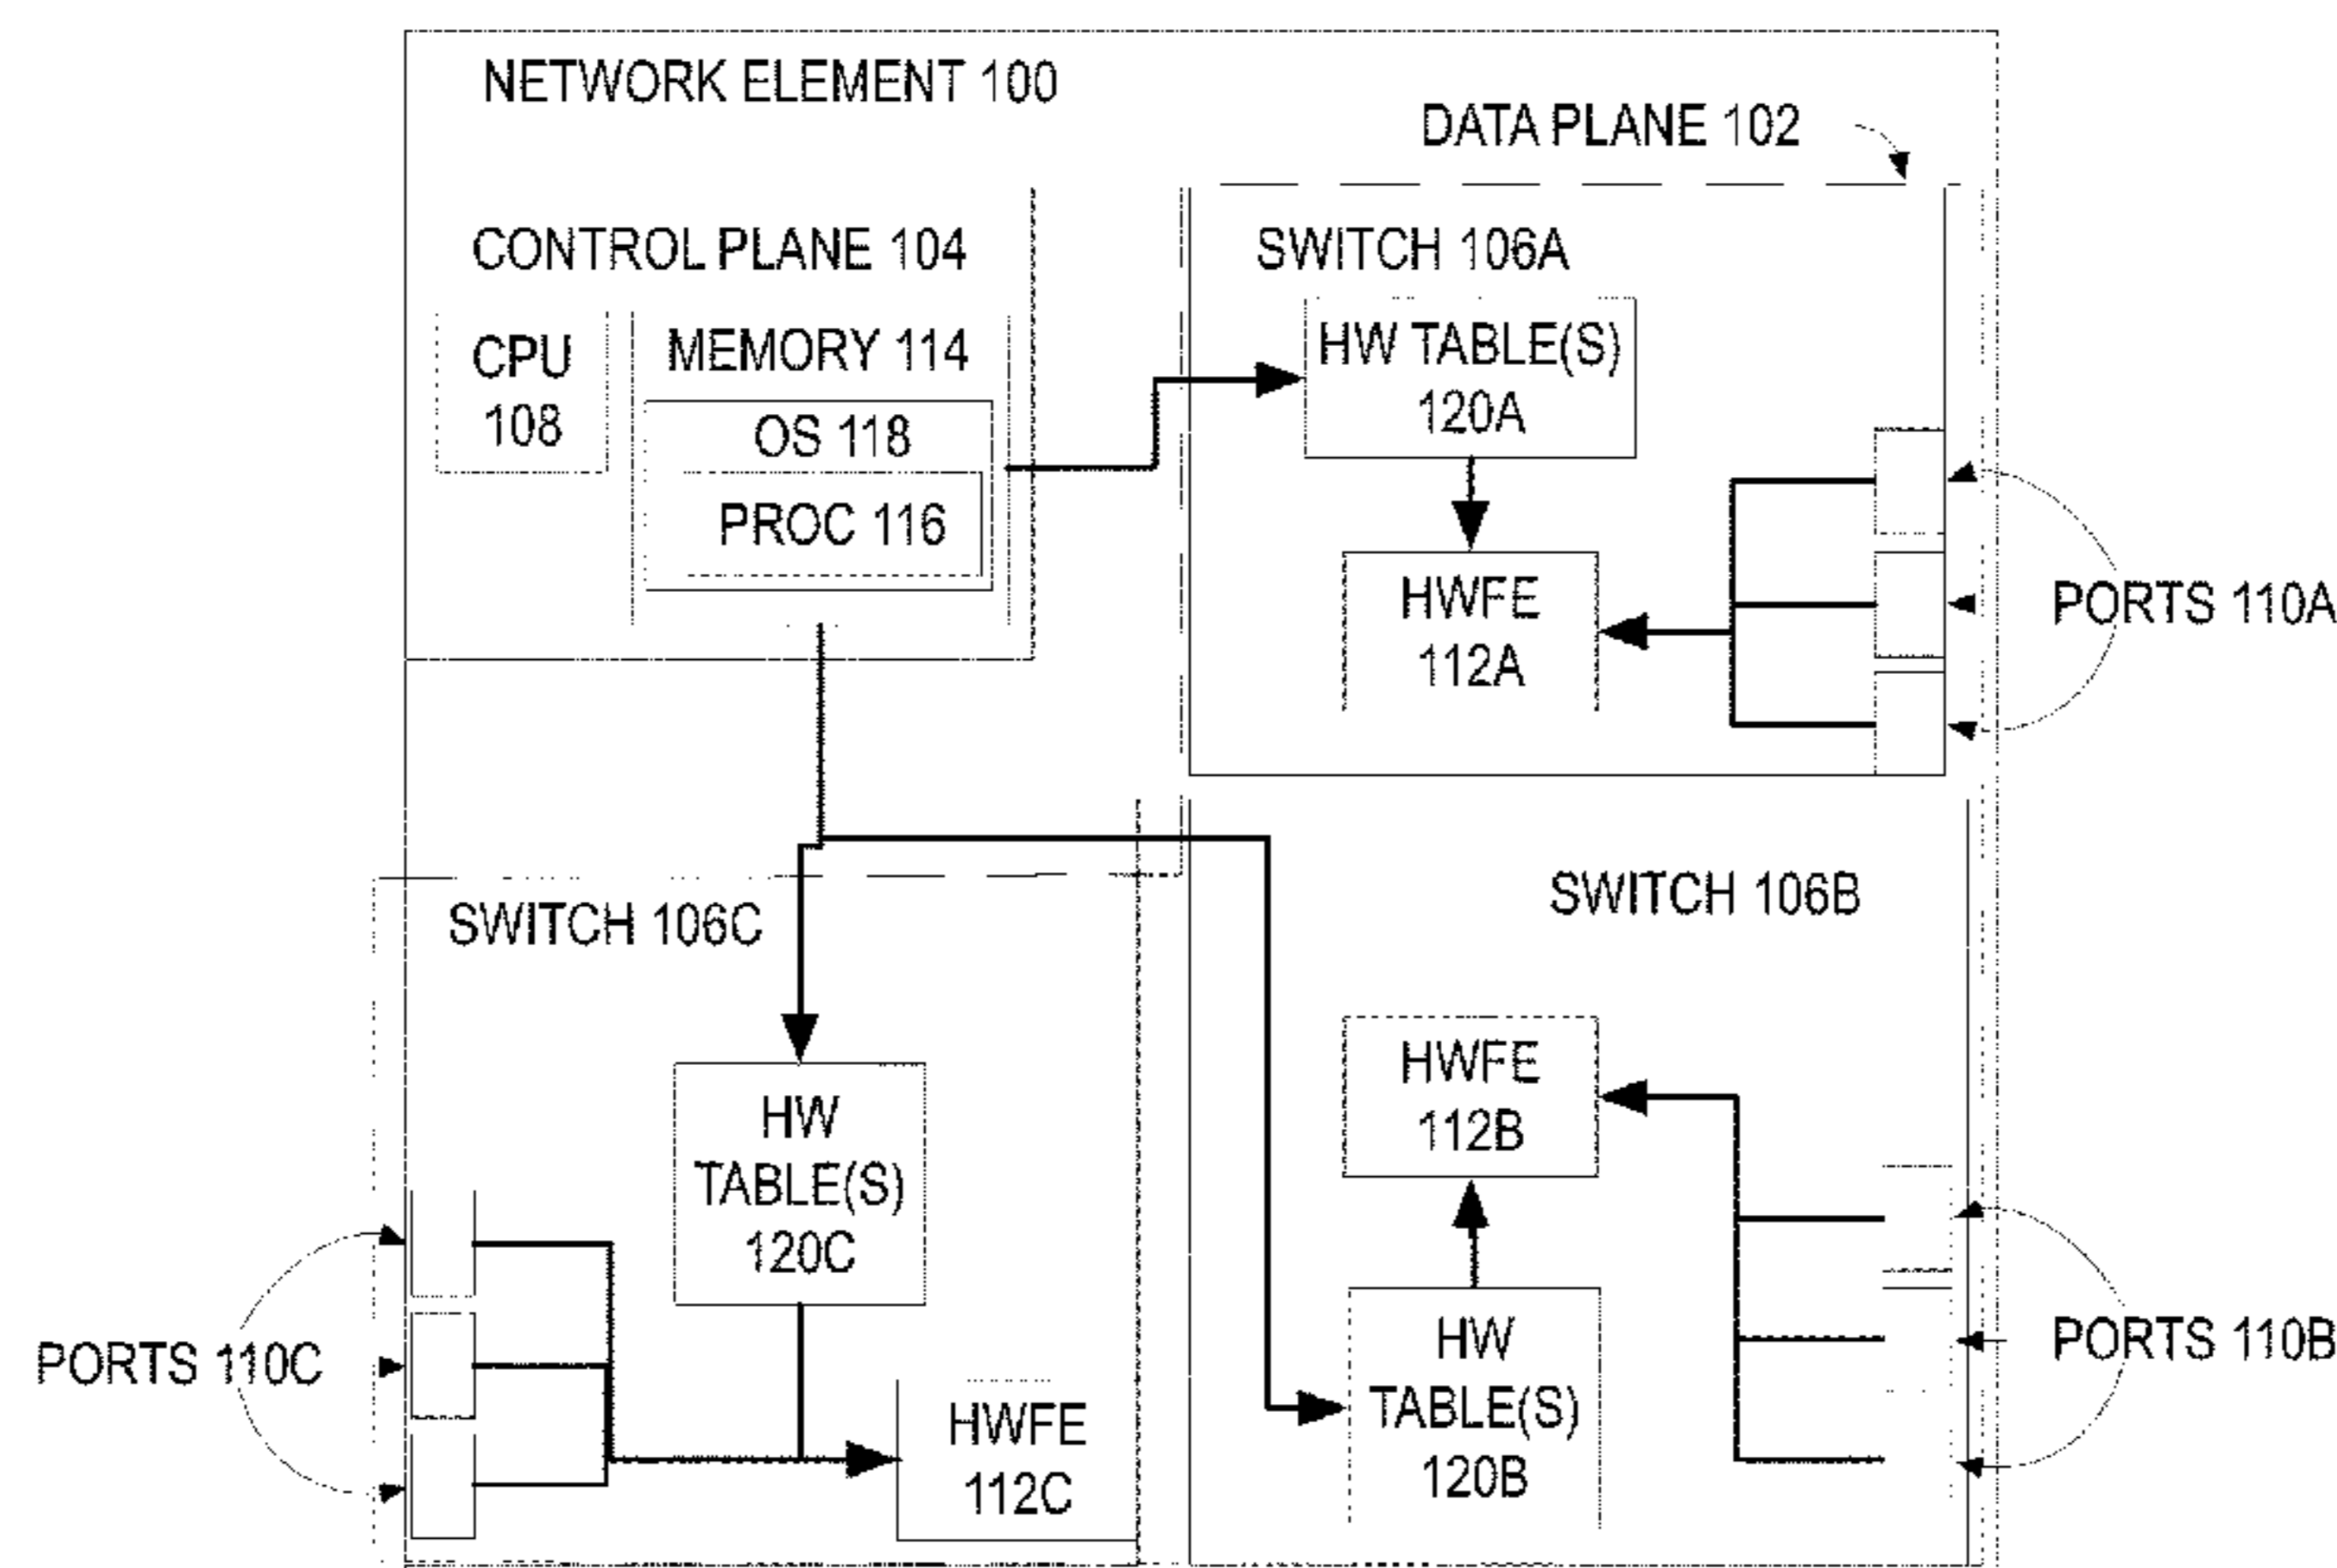 NETWORK ELEMENT 100
DATA PLANE 102
CONTROL PLANE 104
CPU
108
MEMORY 114
OS 118
PROC 116
SWITCH 106A
HW TABLE(S)
120A
HWFE
112A
PORTS 110A
SWITCH 106C
HW
TABLE(S)
120C
PORTS 110C
HWFE
112C
SWITCH 106B
HWFE
112B
HW
TABLE(S)
120B
PORTS 110B